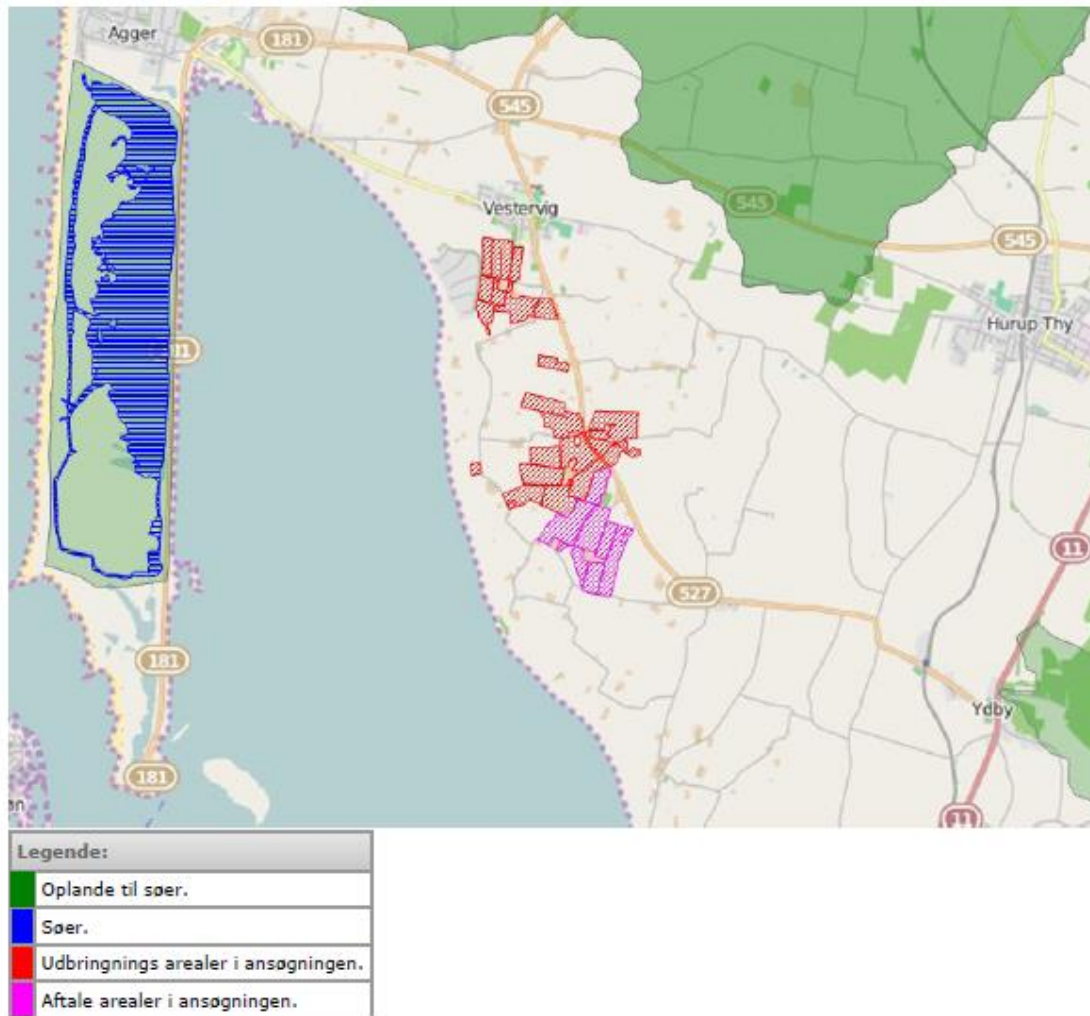 Agger
181
545
545
Vestervig
545
Hurup Thy
11
527
181
Ydby
181
11
Legende:
Oplande til søer.
Søer.
Udbringnings arealer i ansøgningen.
Aftale arealer i ansøgningen.